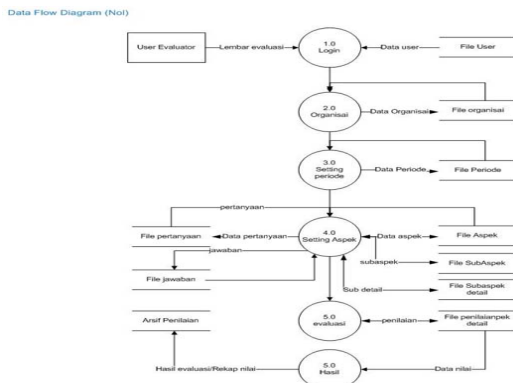 Data Flow Diagram (Nol)
User Evaluator
Lembar evaluasi
1.0
Login
Data user
File User
2.0
Organisai
Data Organisai
File organisai
3.0
Setting
periode
Data Periode
File Periode
pertanyaan
File pertanyaan
Data pertanyaan
4.0
Setting Aspek
Data aspek
File Aspek
jawaban
subaspek
File SubAspek
File jawaban
Sub detail
File Subaspek
detail
Arsif Penilaian
5.0
evaluasi
penilaian
File penilaianpek
detail
Hasil evaluasi/Rekap nilai
5.0
Hasil
Data nilai